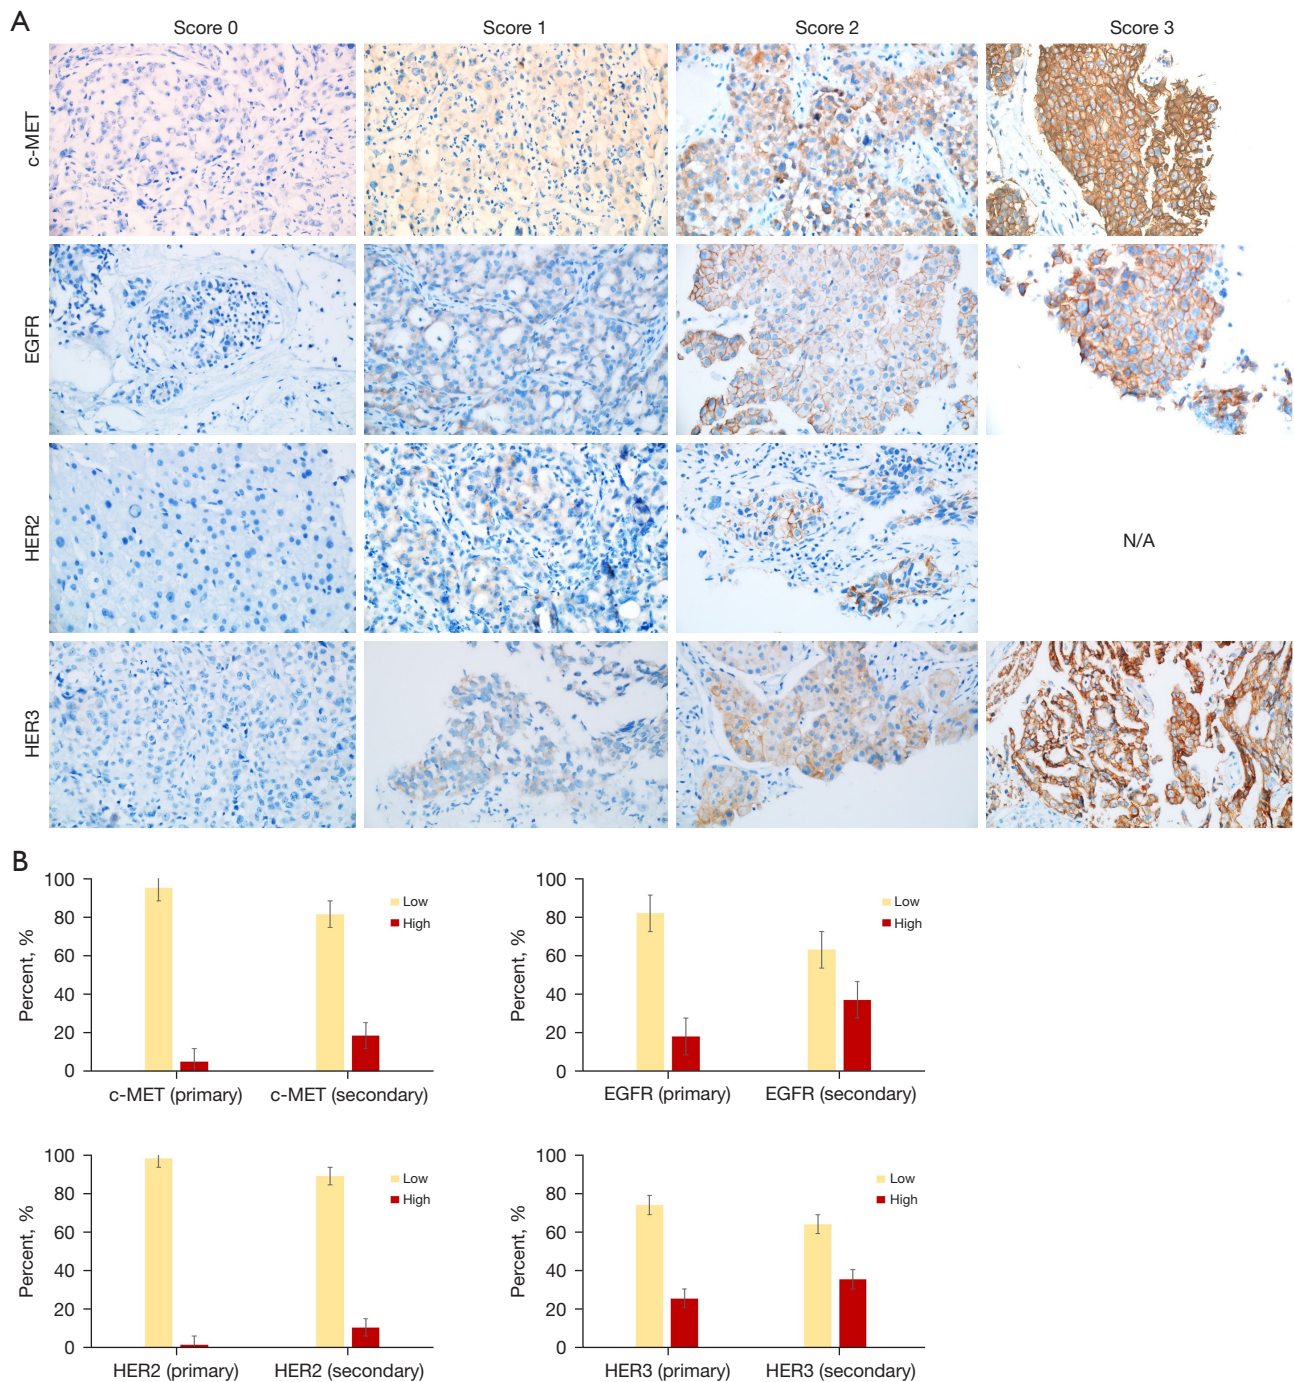 A
Score 0 Score 1 Score 2 Score 3
c-MET
EGFR
HER2
N/A
HER3
B
100
80
60
40
20
0
Percent, %
Low
High
c-MET (primary) c-MET (secondary)
100
80
60
40
20
0
Percent, %
Low
High
EGFR (primary) EGFR (secondary)
100
80
60
40
20
0
Percent, %
Low
High
HER2 (primary) HER2 (secondary)
100
80
60
40
20
0
Percent, %
Low
High
HER3 (primary) HER3 (secondary)